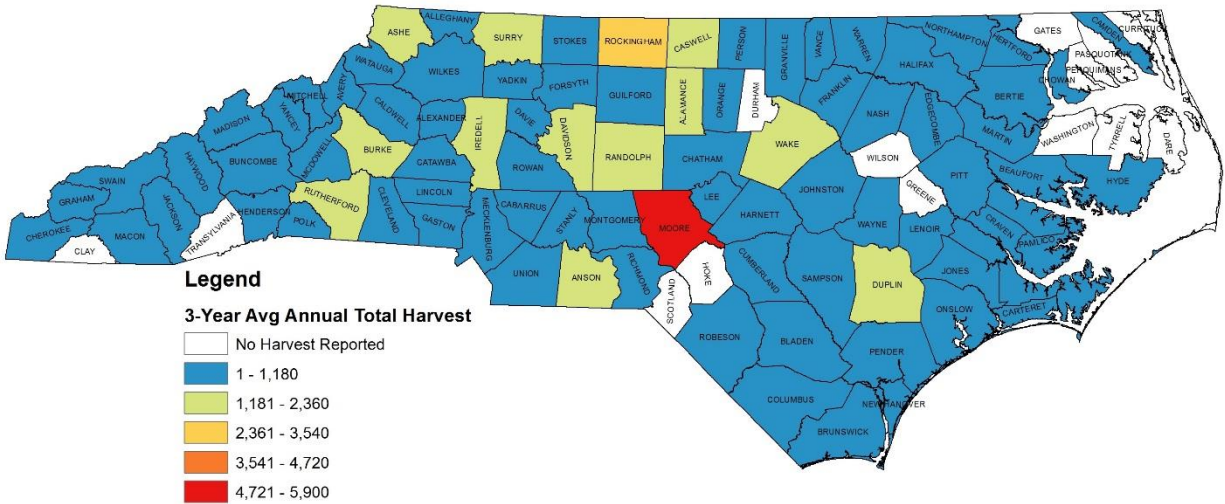 ASHE
ALLEGHANY
SURRY
STOKES
ROCKINGHAM
CASWELL
PERSON
GRANVILLE
VANCE
WARREN
NORTHAMPTON
HERTFORD
GATES
CAMDEN
CURRITUCK
PASQUOTANK
PERQUIMANS
CHOWAN
WATAUGA
WILKES
YADKIN
FORSYTH
GUILFORD
ALAMANCE
ORANGE
DURHAM
FRANKLIN
HALIFAX
BERTIE
MITCHELL
AVERY
YANCEY
MADISON
CALDWELL
ALEXANDER
IREDELL
DAVIE
DAVIDSON
RANDOLPH
CHATHAM
WAKE
NASH
EDGECOMBE
MARTIN
WASHINGTON
TYRRELL
DARE
HAYWOOD
BUNCOMBE
MCDOWELL
BURKE
CATAWBA
ROWAN
WILSON
PITT
BEAUFORT
HYDE
SWAIN
GRAHAM
CHEROKEE
CLAY
MACON
JACKSON
TRANSYLVANIA
HENDERSON
POLK
RUTHERFORD
CLEVELAND
LINCOLN
GASTON
MECKLENBURG
CABARRUS
STANLY
MONTGOMERY
MOORE
LEE
HARNETT
JOHNSTON
WAYNE
GREENE
LENOIR
CRAVEN
PAMLICO
UNION
ANSON
RICHMOND
SCOTLAND
HOKE
CUMBERLAND
SAMPSON
DUPLIN
JONES
CARTERET
ONSLOW
ROBESON
BLADEN
PENDER
COLUMBUS
NEW HANOVER
BRUNSWICK
Legend
3-Year Avg Annual Total Harvest
No Harvest Reported
1 - 1,180
1,181 - 2,360
2,361 - 3,540
3,541 - 4,720
4,721 - 5,900